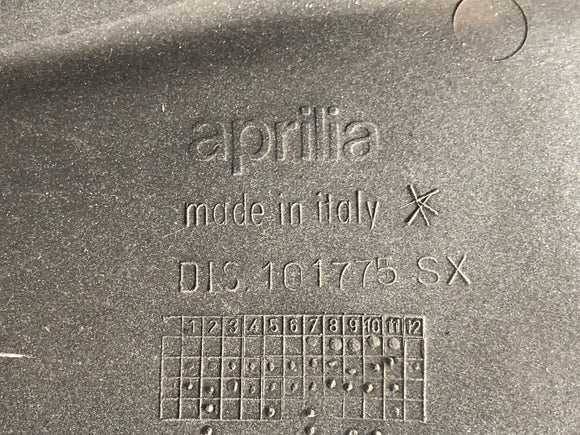 aprilia
made in italy
DIS. 101775 SX
1 2 3 4 5 6 7 8 9 10 11 12